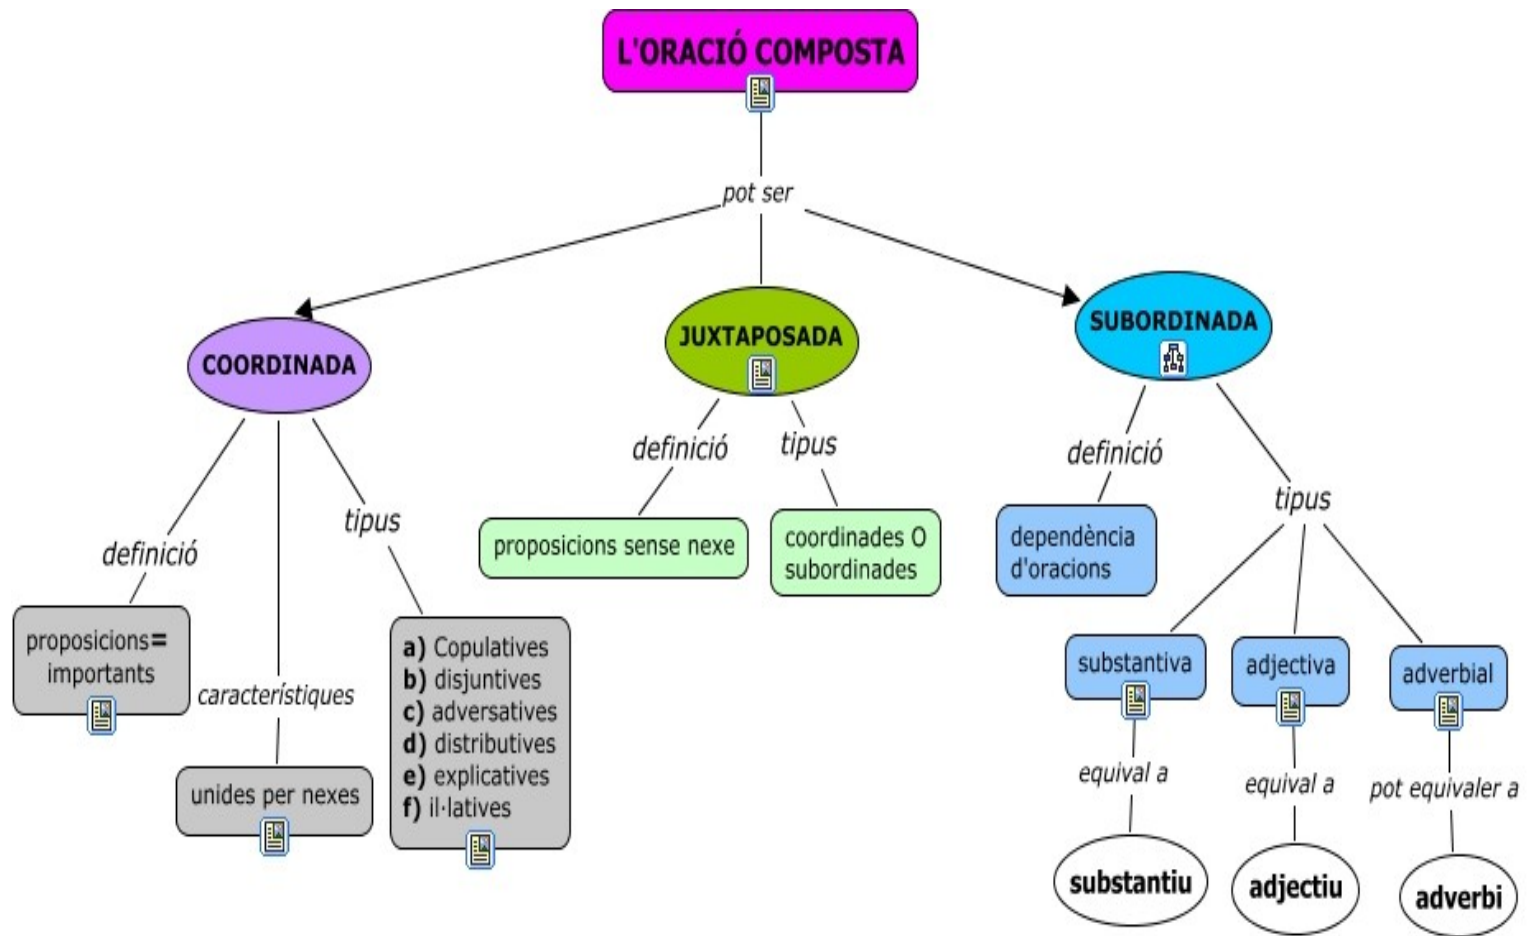 L'ORACIÓ COMPOSTA
pot ser
COORDINADA
JUXTAPOSADA
SUBORDINADA
definició
proposicions=
importants
característiques
unides per nexes
tipus
a) Copulatives
b) disjuntives
c) adversatives
d) distributives
e) explicatives
f) il·latives
definició
proposicions sense nexe
tipus
coordinades O
subordinades
definició
dependència
d'oracions
tipus
substantiva
adjectiva
adverbial
equival a
equival a
pot equivaler a
substantiu
adjectiu
adverbi